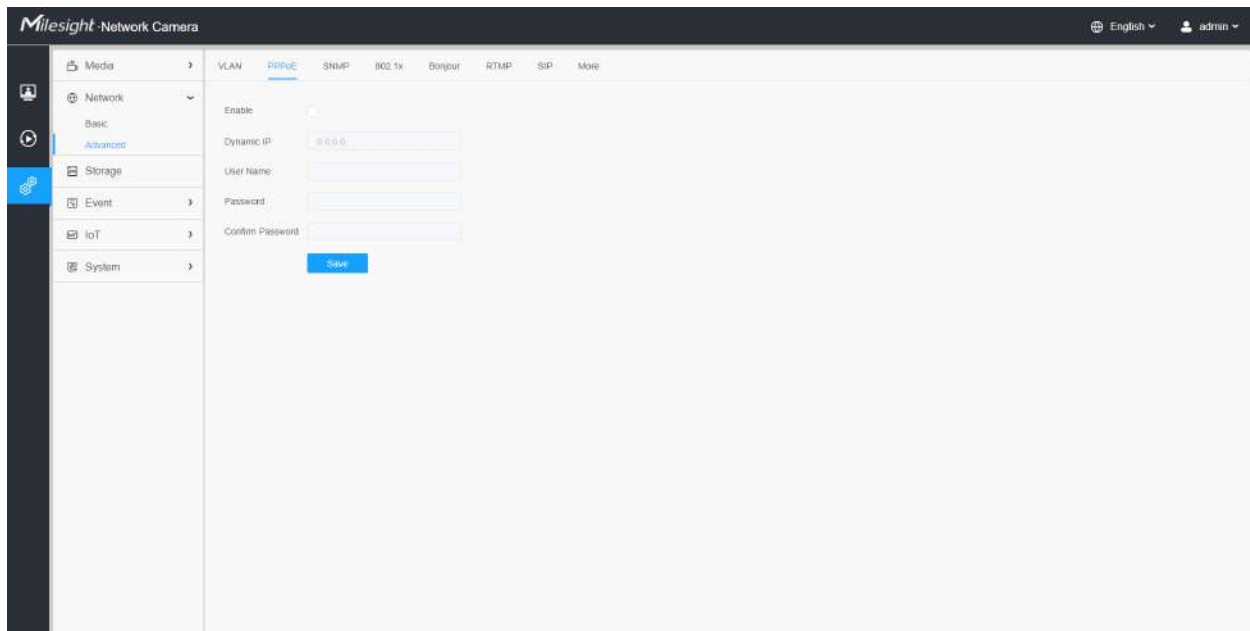 Milesight-Network Camera
English
admin
Media
Network
Basic
Advanced
Storage
Event
IoT
System
VLAN PPPoE SNMP 802.1x Bonjour RTMP SIP More
Enable
Dynamic IP 0.0.0.0
User Name
Password
Confirm Password
Save